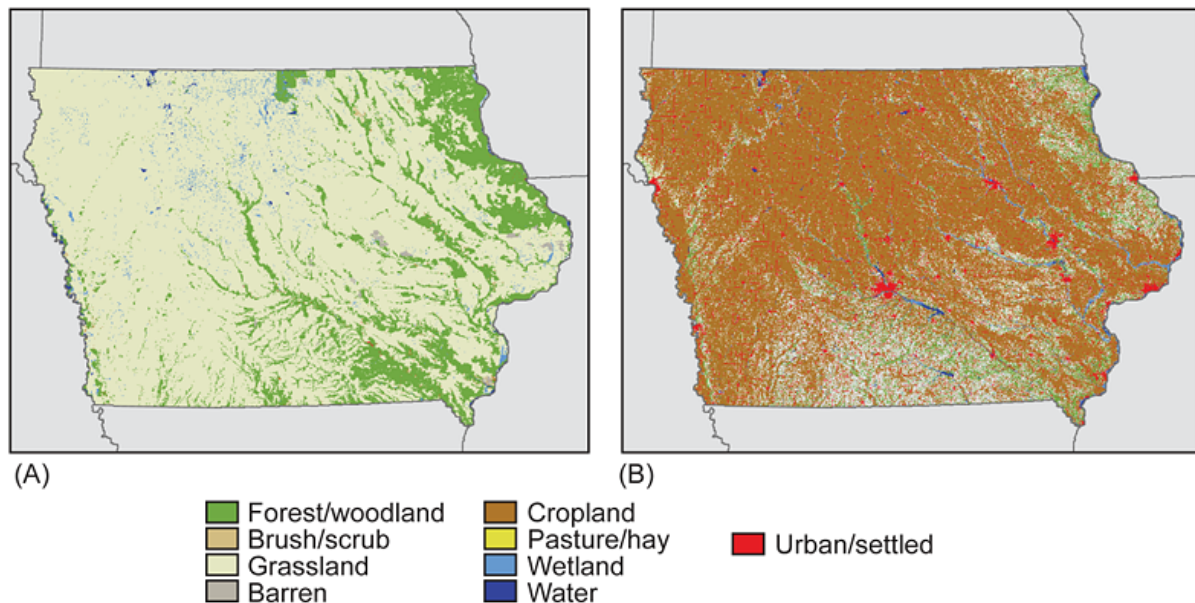 (A)
(B)
Forest/woodland
Brush/scrub
Grassland
Barren
Cropland
Pasture/hay
Wetland
Water
Urban/settled